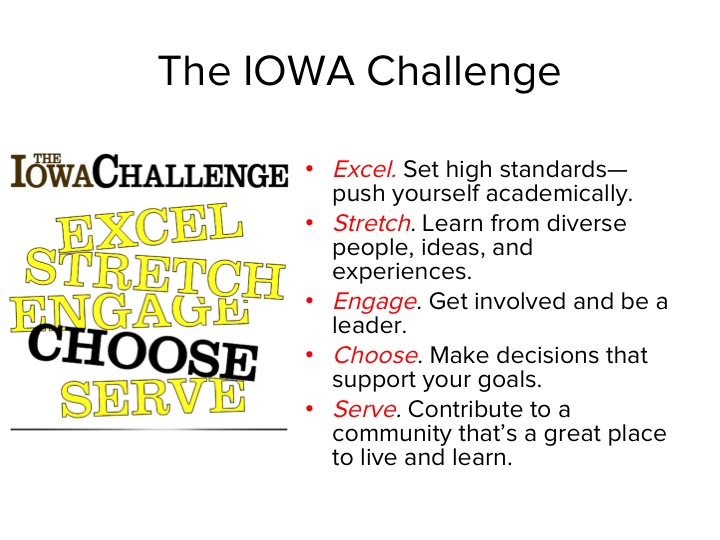 The IOWA Challenge
THE
IOWACHALLENGE
EXCEL
STRETCH
ENGAGE
CHOOSE
SERVE
• Excel. Set high standards—
push yourself academically.
• Stretch. Learn from diverse
people, ideas, and
experiences.
• Engage. Get involved and be a
leader.
• Choose. Make decisions that
support your goals.
• Serve. Contribute to a
community that’s a great place
to live and learn.